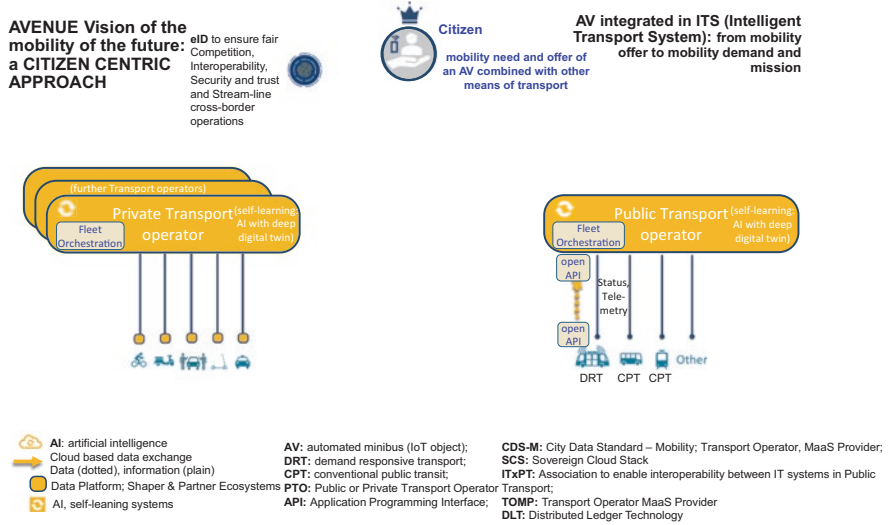 AVENUE Vision of the
mobility of the future:
a CITIZEN CENTRIC
APPROACH
eID to ensure fair
Competition,
Interoperability,
Security and trust
and Stream-line
cross-border
operations
Citizen
mobility need and offer of
an AV combined with other
means of transport
AV integrated in ITS (Intelligent
Transport System): from mobility
offer to mobility demand and
mission
(further Transport operators)
Private Transport
operator
(self-learning:
AI with deep
digital twin)
Fleet
Orchestration
Public Transport
operator
(self-learning:
AI with deep
digital twin)
Fleet
Orchestration
open
API
Status,
Tele-
metry
open
API
Other
DRT CPT CPT
AI: artificial intelligence
Cloud based data exchange
Data (dotted), information (plain)
Data Platform; Shaper & Partner Ecosystems
AI, self-leaning systems
AV: automated minibus (IoT object);
DRT: demand responsive transport;
CPT: conventional public transit;
PTO: Public or Private Transport Operator
API: Application Programming Interface;
CDS-M: City Data Standard – Mobility; Transport Operator, MaaS Provider;
SCS: Sovereign Cloud Stack
ITxPT: Association to enable interoperability between IT systems in Public
Transport;
TOMP: Transport Operator MaaS Provider
DLT: Distributed Ledger Technology